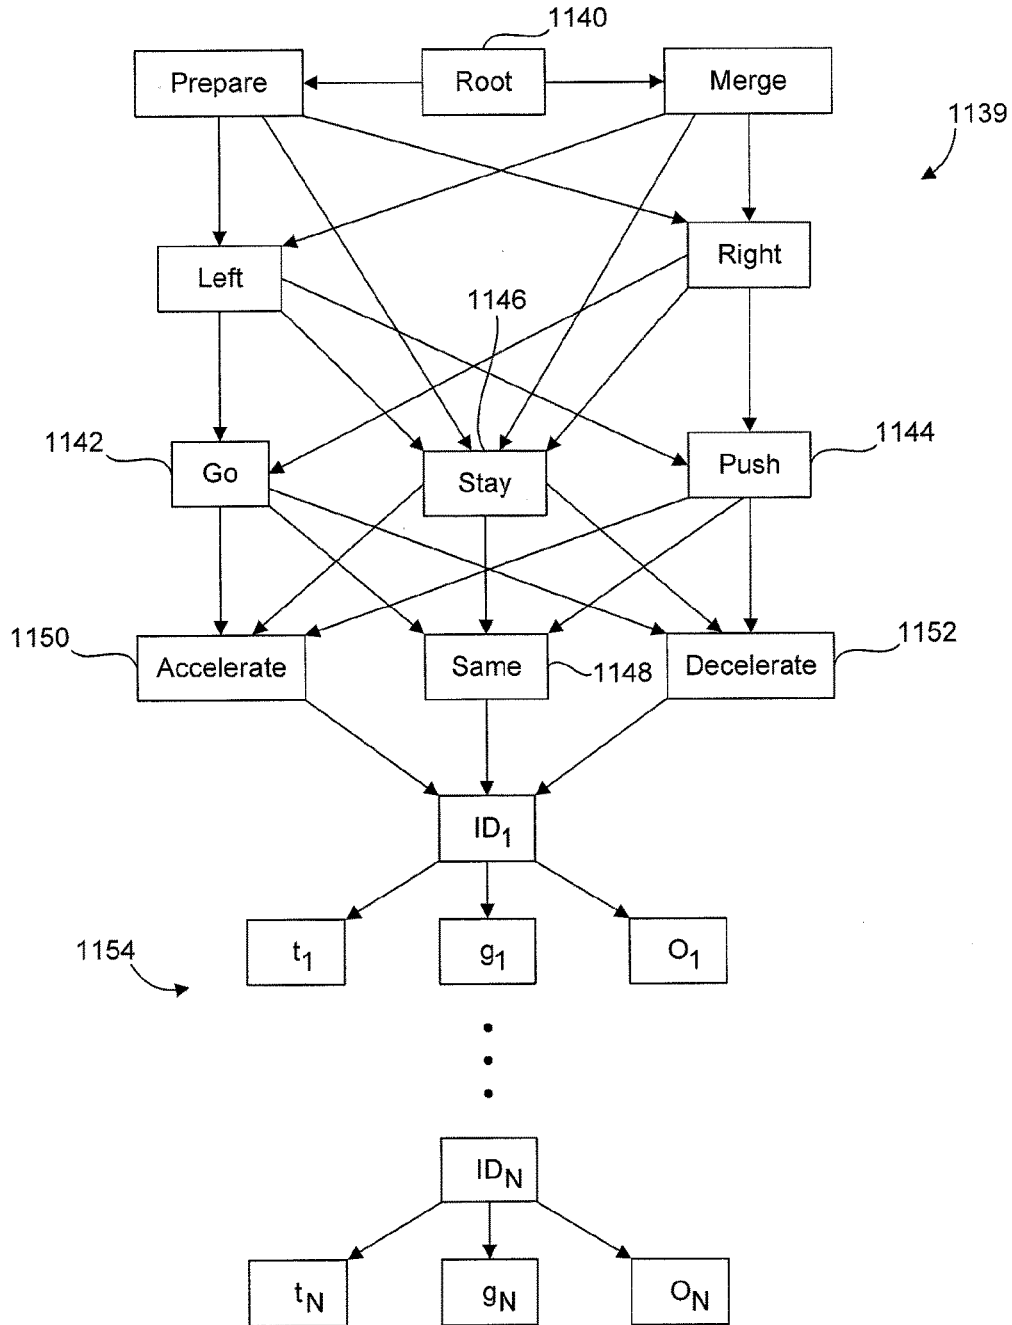 1140
Prepare
Root
Merge
1139
Left
Right
1146
1142
1144
Go
Stay
Push
1150
1152
Accelerate
Same
1148
Decelerate
ID1
t1
g1
O1
1154
IDN
tN
gN
ON